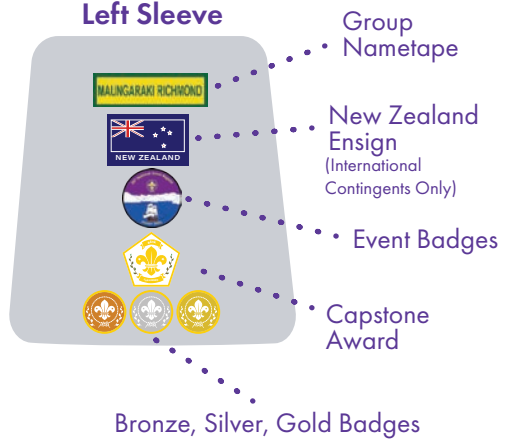 Left Sleeve
Group
Nametape
MALINGARAKI RICHMOND
New Zealand
Ensign
(International
Contingents Only)
NEW ZEALAND
Event Badges
Capstone
Award
Bronze, Silver, Gold Badges